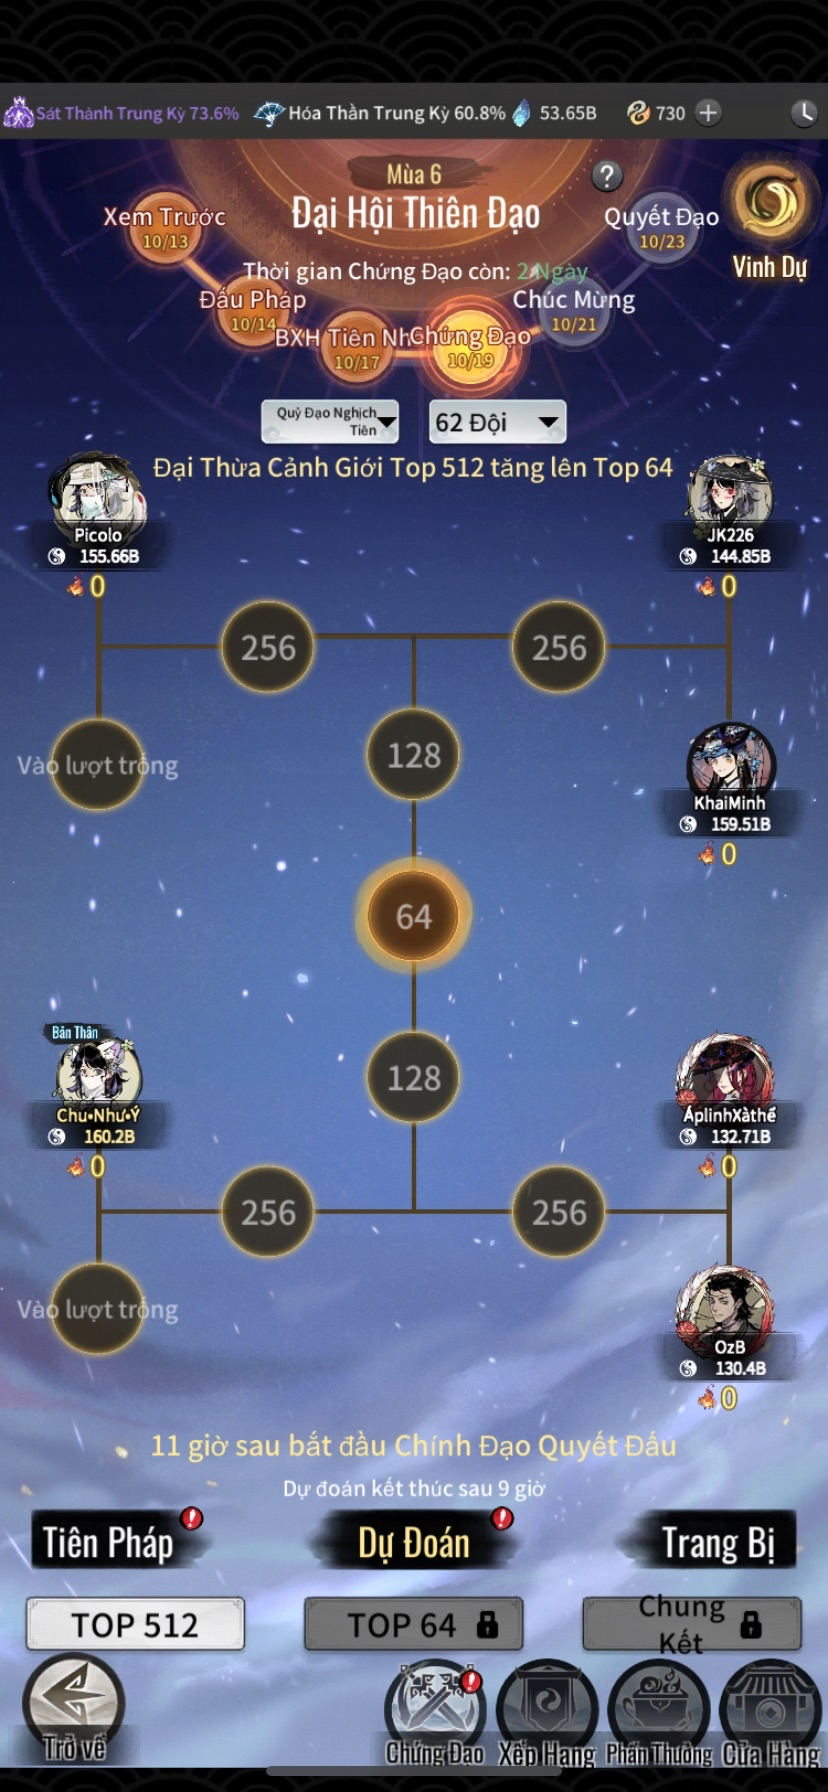 Sát Thành Trung Kỳ 73.6% Hóa Thần Trung Kỳ 60.8% 53.65B 730
Mùa 6
Đại Hội Thiên Đạo
?
Xem Trước
10/13
Quyết Đạo
10/23
Vinh Dự
Thời gian Chứng Đạo còn: 2 Ngày
Đấu Pháp
10/14
Chúc Mừng
10/21
BXH Tiên Nh
10/17
Chứng Đạo
10/19
Quỷ Đạo Nghịch
Tiên
62 Đội
Đại Thừa Cảnh Giới Top 512 tăng lên Top 64
Picolo
155.66B
0
JK226
144.85B
0
256
256
Vào lượt trống
128
KhaiMinh
159.51B
0
64
Bản Thân
Chu•Như•Ý
160.2B
0
128
ÁplinhXàthể
132.71B
0
256
256
Vào lượt trống
OzB
130.4B
0
11 giờ sau bắt đầu Chính Đạo Quyết Đấu
Dự đoán kết thúc sau 9 giờ
Tiên Pháp
Dự Đoán
Trang Bị
TOP 512
TOP 64
Chung
Kết
Trở về
Chứng Đạo
Xếp Hạng
Phần Thưởng
Cửa Hàng